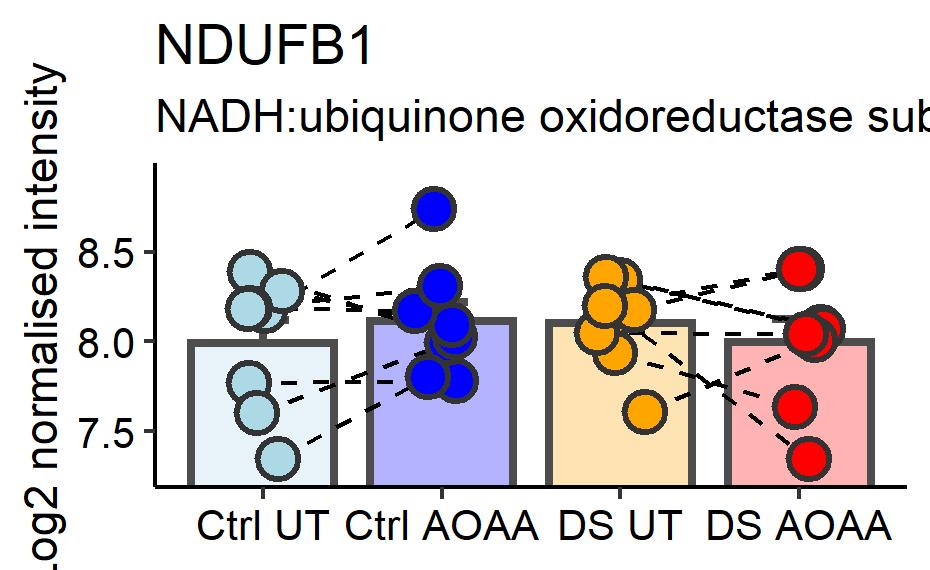 NDUFB1
NADH:ubiquinone oxidoreductase sub
og2 normalised intensity
8.5
8.0
7.5
Ctrl UT Ctrl AOAA DS UT DS AOAA